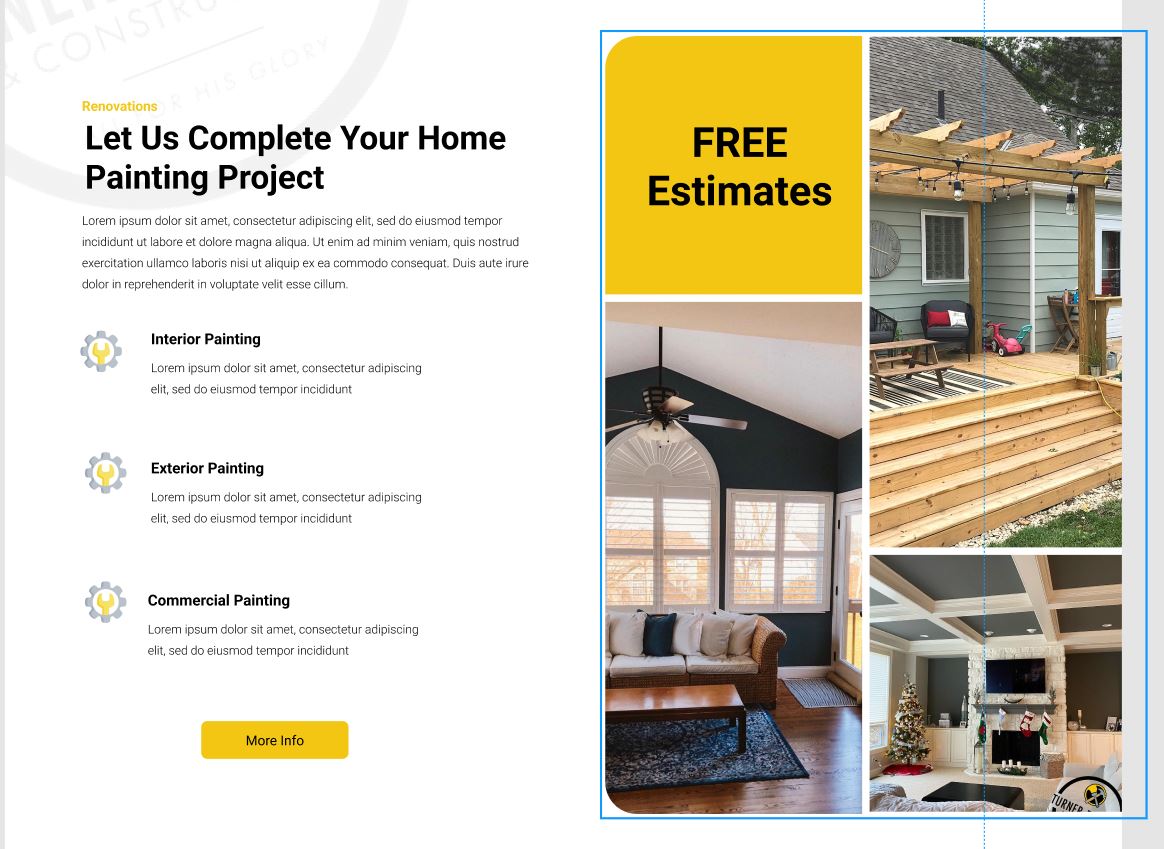 & CONSTRU
FOR HIS GLORY
Renovations
Let Us Complete Your Home
Painting Project
Lorem ipsum dolor sit amet, consectetur adipiscing elit, sed do eiusmod tempor
incididunt ut labore et dolore magna aliqua. Ut enim ad minim veniam, quis nostrud
exercitation ullamco laboris nisi ut aliquip ex ea commodo consequat. Duis aute irure
dolor in reprehenderit in voluptate velit esse cillum.
Interior Painting
Lorem ipsum dolor sit amet, consectetur adipiscing
elit, sed do eiusmod tempor incididunt
Exterior Painting
Lorem ipsum dolor sit amet, consectetur adipiscing
elit, sed do eiusmod tempor incididunt
Commercial Painting
Lorem ipsum dolor sit amet, consectetur adipiscing
elit, sed do eiusmod tempor incididunt
More Info
FREE
Estimates
TURNER